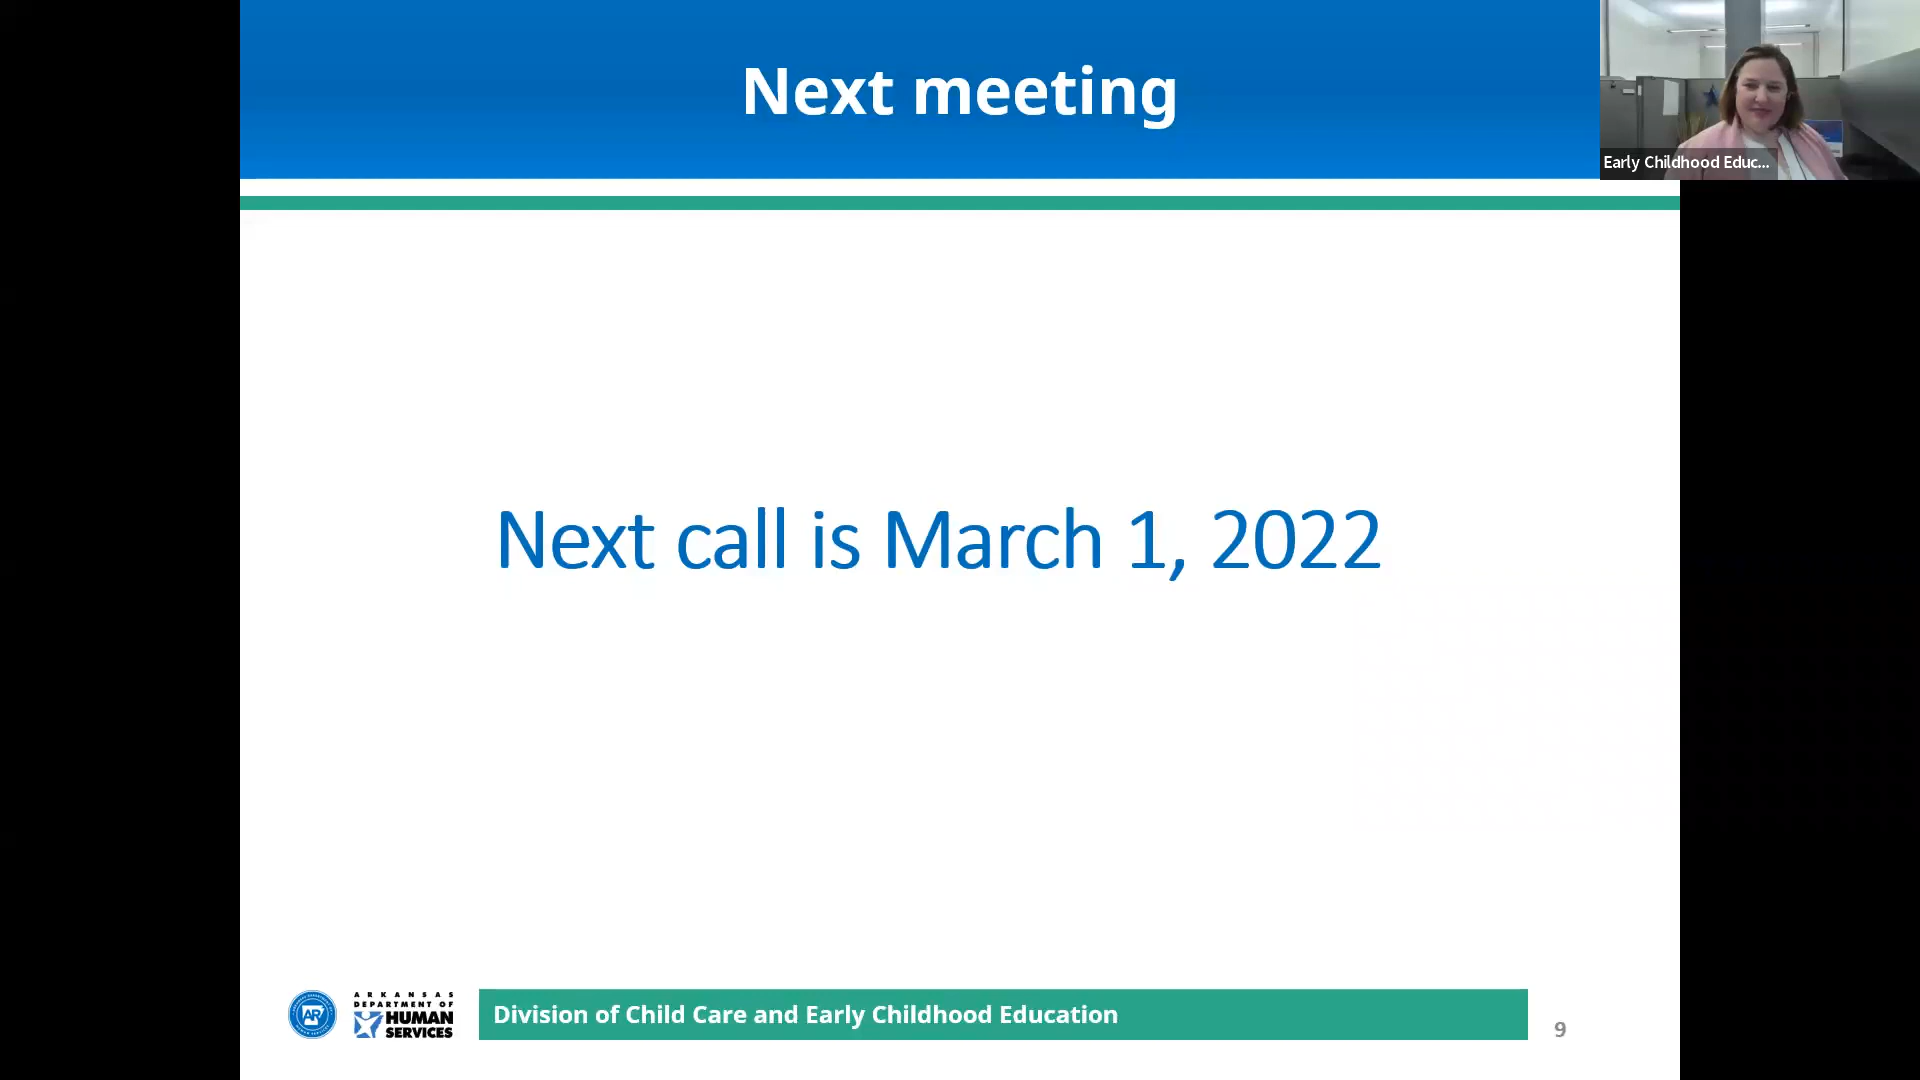 Next meeting
Early Childhood Educ...
Next call is March 1, 2022
AR
ARKANSAS
DEPARTMENT OF
HUMAN
SERVICES
Division of Child Care and Early Childhood Education
9